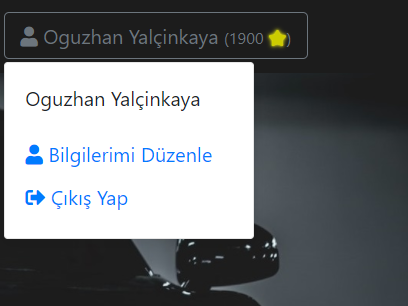 Oguzhan Yalçinkaya (1900 ⭐)
Oguzhan Yalçinkaya
Bilgilerimi Düzenle
Çıkış Yap